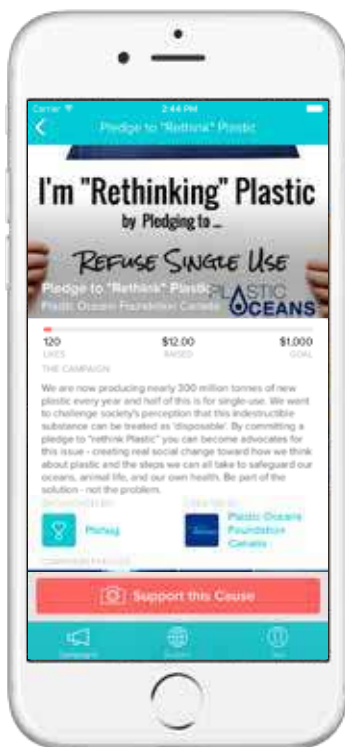 Carrier
2:44 PM
Pledge to "Rethink" Plastic
I'm "Rethinking" Plastic
by Pledging to ...
REFUSE SINGLE USE
Pledge to "Rethink" Plastic
Plastic Oceans Foundation Canada
PLASTIC
OCEANS
120
$12.00
$1,000
LIKES
RAISED
GOAL
THE CAMPAIGN
We are now producing nearly 300 million tonnes of new
plastic every year and half of this is for single-use. We want
to challenge society's perception that this indestructible
substance can be treated as 'disposable'. By committing a
pledge to "rethink Plastic" you can become advocates for
this issue - creating real social change toward how we think
about plastic and the steps we can all take to safeguard our
oceans, animal life, and our own health. Be part of the
solution - not the problem.
SPONSORED BY
CREATED BY
Plastic Oceans
Foundation
Canada
Support this Cause